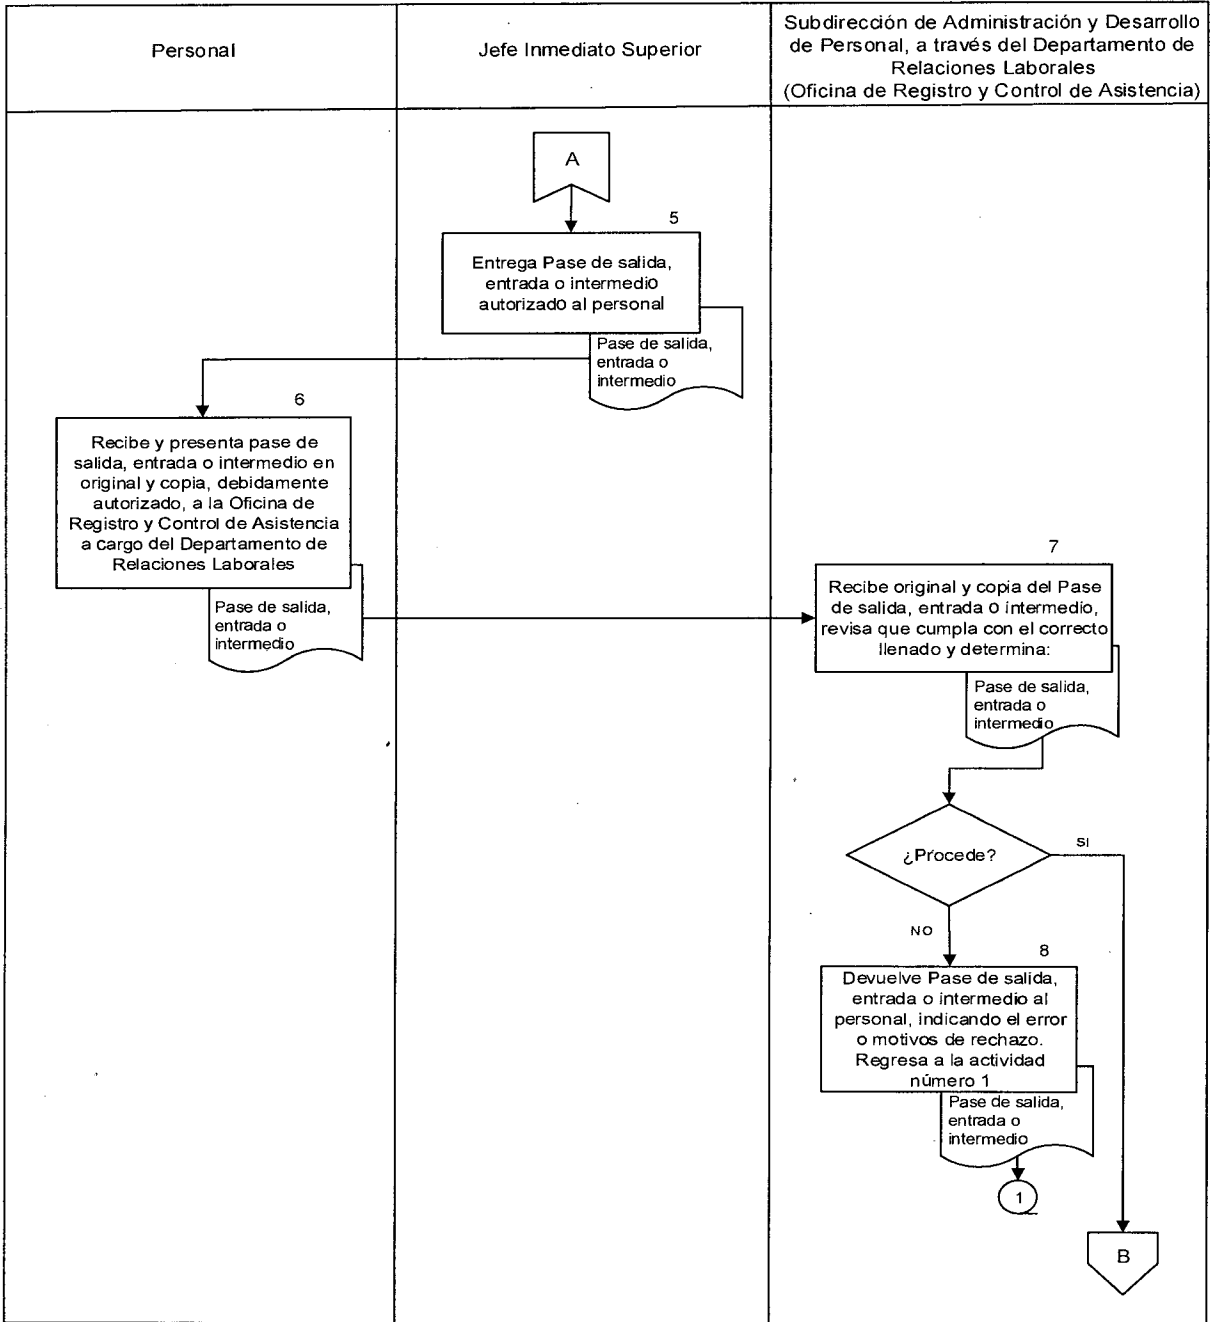 Personal
Jefe Inmediato Superior
Subdirección de Administración y Desarrollo
de Personal, a través del Departamento de
Relaciones Laborales
(Oficina de Registro y Control de Asistencia)
A
5
Entrega Pase de salida,
entrada o intermedio
autorizado al personal
Pase de salida,
entrada o
intermedio
6
Recibe y presenta pase de
salida, entrada o intermedio en
original y copia, debidamente
autorizado, a la Oficina de
Registro y Control de Asistencia
a cargo del Departamento de
Relaciones Laborales
Pase de salida,
entrada o
intermedio
7
Recibe original y copia del Pase
de salida, entrada o intermedio,
revisa que cumpla con el correcto
llenado y determina:
Pase de salida,
entrada o
intermedio
¿Procede?
SI
NO
8
Devuelve Pase de salida,
entrada o intermedio al
personal, indicando el error
o motivos de rechazo.
Regresa a la actividad
número 1
Pase de salida,
entrada o
intermedio
1
B